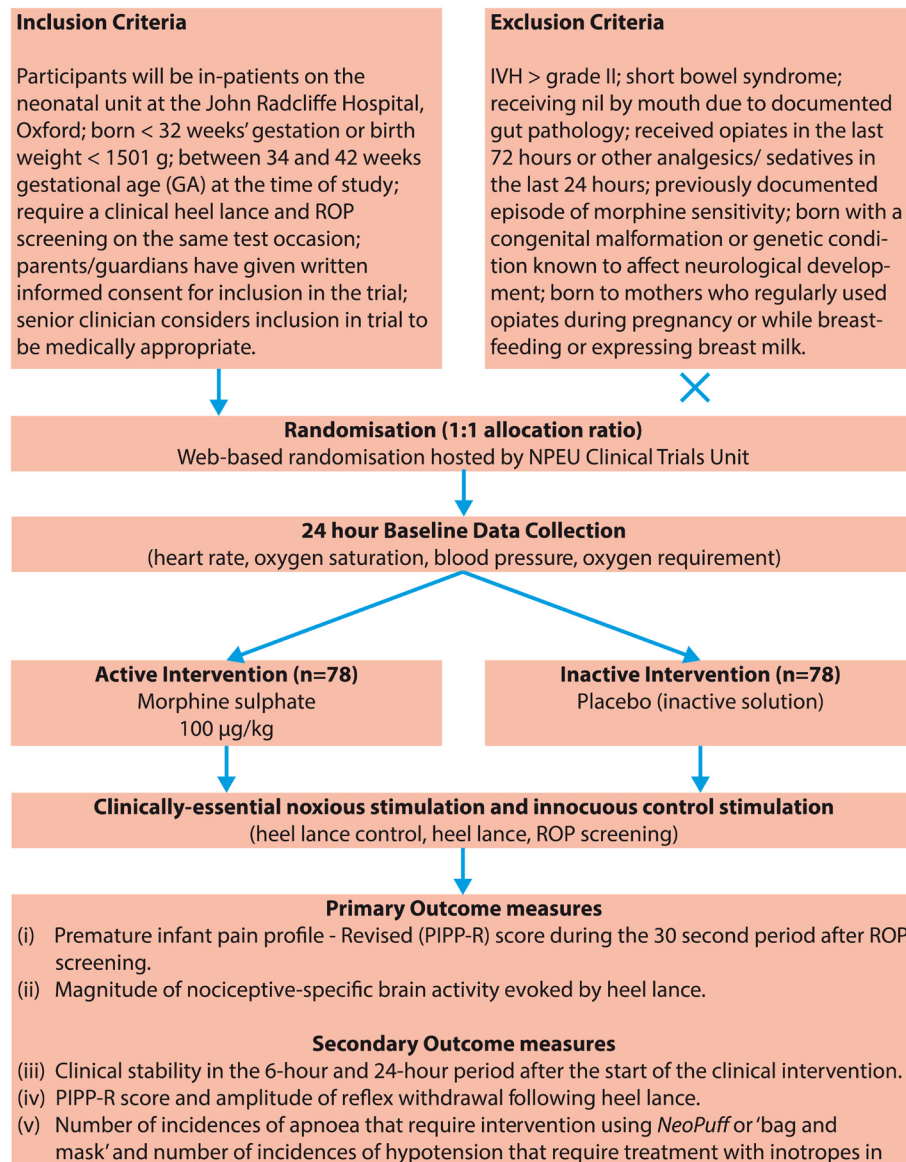 Inclusion Criteria
Participants will be in-patients on the
neonatal unit at the John Radcliffe Hospital,
Oxford; born < 32 weeks' gestation or birth
weight < 1501 g; between 34 and 42 weeks
gestational age (GA) at the time of study;
require a clinical heel lance and ROP
screening on the same test occasion;
parents/guardians have given written
informed consent for inclusion in the trial;
senior clinician considers inclusion in trial to
be medically appropriate.
Exclusion Criteria
IVH > grade II; short bowel syndrome;
receiving nil by mouth due to documented
gut pathology; received opiates in the last
72 hours or other analgesics/ sedatives in
the last 24 hours; previously documented
episode of morphine sensitivity; born with a
congenital malformation or genetic condi-
tion known to affect neurological develop-
ment; born to mothers who regularly used
opiates during pregnancy or while breast-
feeding or expressing breast milk.
Randomisation (1:1 allocation ratio)
Web-based randomisation hosted by NPEU Clinical Trials Unit
24 hour Baseline Data Collection
(heart rate, oxygen saturation, blood pressure, oxygen requirement)
Active Intervention (n=78)
Morphine sulphate
100 µg/kg
Inactive Intervention (n=78)
Placebo (inactive solution)
Clinically-essential noxious stimulation and innocuous control stimulation
(heel lance control, heel lance, ROP screening)
Primary Outcome measures
(i) Premature infant pain profile - Revised (PIPP-R) score during the 30 second period after ROP
screening.
(ii) Magnitude of nociceptive-specific brain activity evoked by heel lance.
Secondary Outcome measures
(iii) Clinical stability in the 6-hour and 24-hour period after the start of the clinical intervention.
(iv) PIPP-R score and amplitude of reflex withdrawal following heel lance.
(v) Number of incidences of apnoea that require intervention using NeoPuff or 'bag and
mask' and number of incidences of hypotension that require treatment with inotropes in